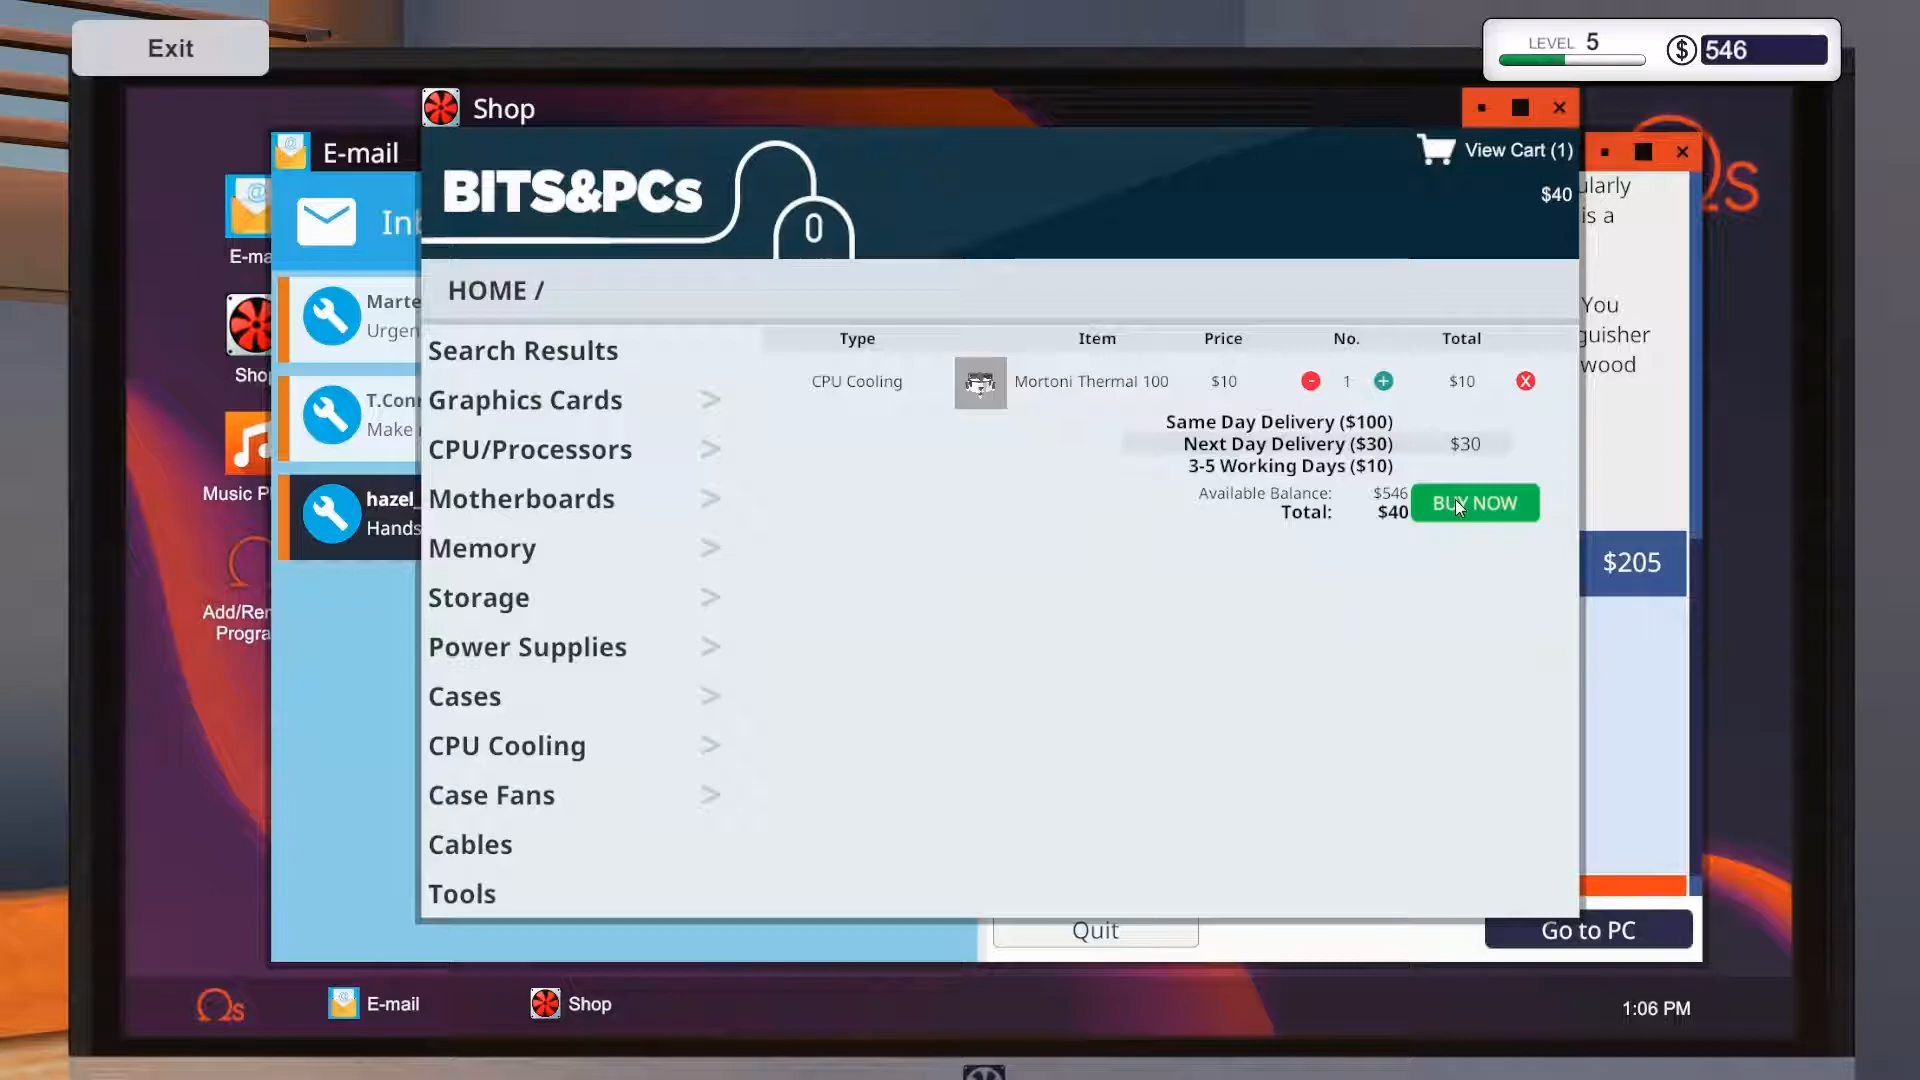 Exit
LEVEL 5
$ 546
Shop
E-mail
View Cart (1)
$40
BITS&PCs
HOME /
Search Results
Graphics Cards >
CPU/Processors >
Motherboards >
Memory >
Storage >
Power Supplies >
Cases >
CPU Cooling >
Case Fans >
Cables
Tools
Type Item Price No. Total
CPU Cooling Mortoni Thermal 100 $10 - 1 + $10 X
Same Day Delivery ($100)
Next Day Delivery ($30) $30
3-5 Working Days ($10)
Available Balance: $546
Total: $40
BUY NOW
In
Marte
Urgen
T.Con
Make
hazel_
Hands
E-ma
Shop
Music P
Add/Re
Progra
ularly
is a
You
guisher
wood
$205
Quit
Go to PC
Ωs
Ωs
E-mail
Shop
1:06 PM